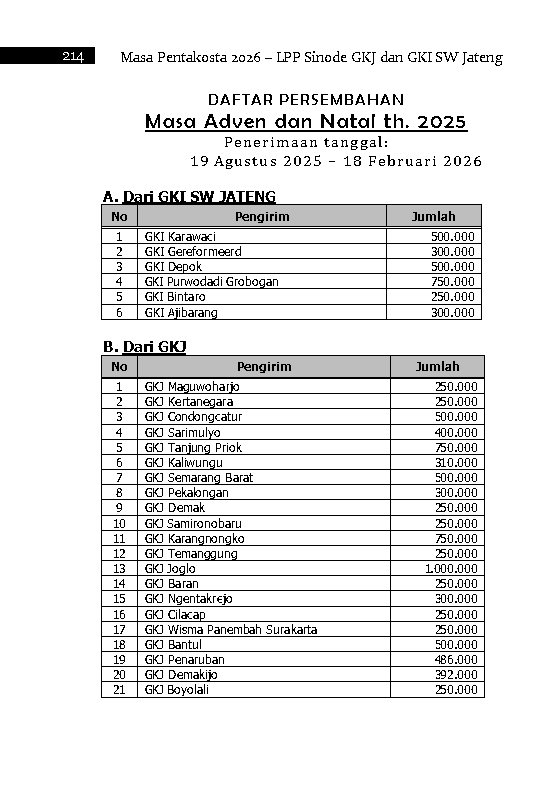 214 Masa Pentakosta 2026 – LPP Sinode GKJ dan GKI SW Jateng
DAFTAR PERSEMBAHAN
Masa Adven dan Natal th. 2025
Penerimaan tanggal:
19 Agustus 2025 – 18 Februari 2026
A. Dari GKI SW JATENG
No Pengirim Jumlah
1 GKI Karawaci 500.000
2 GKI Gereformeerd 300.000
3 GKI Depok 500.000
4 GKI Purwodadi Grobogan 750.000
5 GKI Bintaro 250.000
6 GKI Ajibarang 300.000
B. Dari GKJ
No Pengirim Jumlah
1 GKJ Maguwoharjo 250.000
2 GKJ Kertanegara 250.000
3 GKJ Condongcatur 500.000
4 GKJ Sarimulyo 400.000
5 GKJ Tanjung Priok 750.000
6 GKJ Kaliwungu 310.000
7 GKJ Semarang Barat 500.000
8 GKJ Pekalongan 300.000
9 GKJ Demak 250.000
10 GKJ Samironobaru 250.000
11 GKJ Karangnongko 750.000
12 GKJ Temanggung 250.000
13 GKJ Joglo 1.000.000
14 GKJ Baran 250.000
15 GKJ Ngentakrejo 300.000
16 GKJ Cilacap 250.000
17 GKJ Wisma Panembah Surakarta 250.000
18 GKJ Bantul 500.000
19 GKJ Penaruban 486.000
20 GKJ Demakijo 392.000
21 GKJ Boyolali 250.000